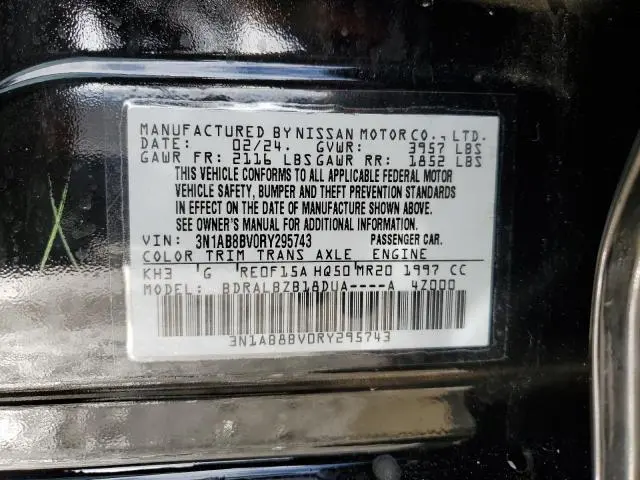 MANUFACTURED BY NISSAN MOTOR CO., LTD.
DATE: 02/24. GVWR: 3957 LBS
GAWR FR: 2116 LBS GAWR RR: 1852 LBS
THIS VEHICLE CONFORMS TO ALL APPLICABLE FEDERAL MOTOR
VEHICLE SAFETY, BUMPER AND THEFT PREVENTION STANDARDS
IN EFFECT ON THE DATE OF MANUFACTURE SHOWN ABOVE.
SEE OWNER'S MANUAL FOR ADDITIONAL INFORMATION.
VIN: 3N1AB8BV0RY295743 PASSENGER CAR.
COLOR TRIM TRANS AXLE ENGINE
KH3 G RE0F15A HQ50 MR20 1997 CC
MODEL: BDRALBZB18DUA----A 4Z000
3N1AB8BV0RY295743